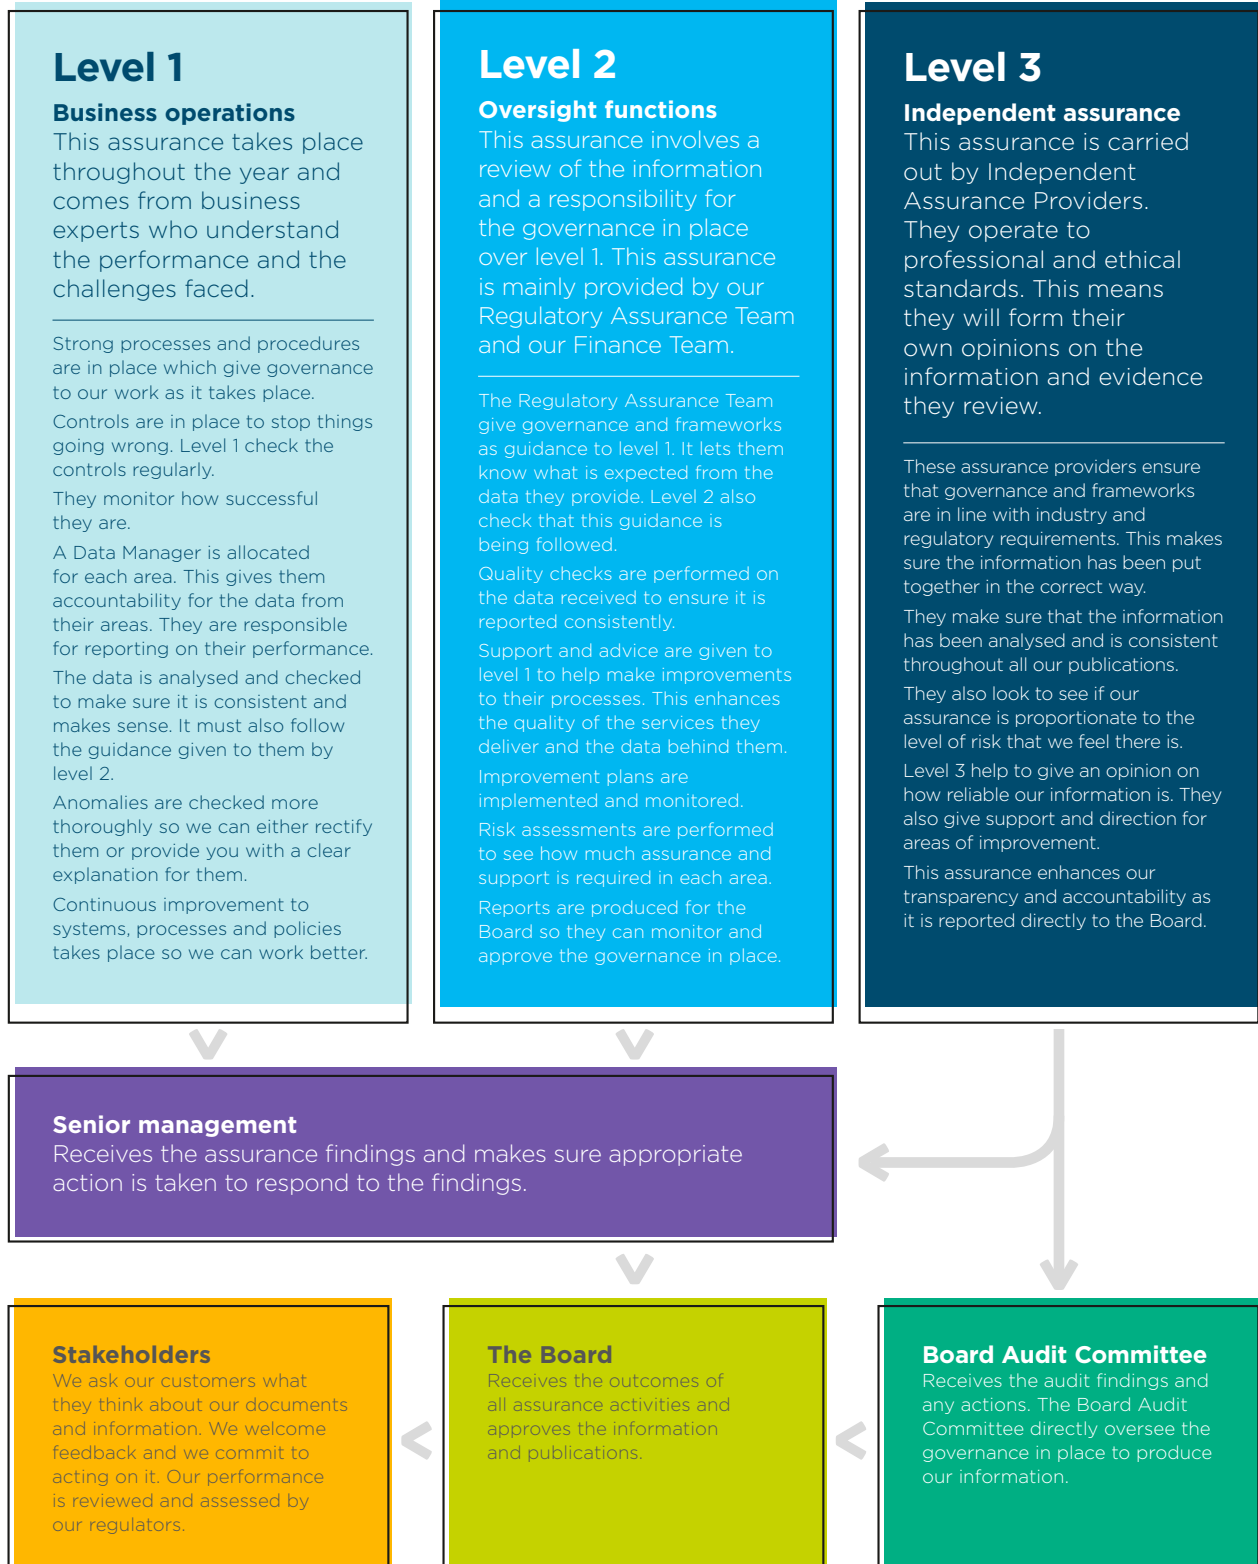 Level 1
Business operations
This assurance takes place
throughout the year and
comes from business
experts who understand
the performance and the
challenges faced.
Strong processes and procedures
are in place which give governance
to our work as it takes place.
Controls are in place to stop things
going wrong. Level 1 check the
controls regularly.
They monitor how successful
they are.
A Data Manager is allocated
for each area. This gives them
accountability for the data from
their areas. They are responsible
for reporting on their performance.
The data is analysed and checked
to make sure it is consistent and
makes sense. It must also follow
the guidance given to them by
level 2.
Anomalies are checked more
thoroughly so we can either rectify
them or provide you with a clear
explanation for them.
Continuous improvement to
systems, processes and policies
takes place so we can work better.
Level 2
Oversight functions
This assurance involves a
review of the information
and a responsibility for
the governance in place
over level 1. This assurance
is mainly provided by our
Regulatory Assurance Team
and our Finance Team.
The Regulatory Assurance Team
give governance and frameworks
as guidance to level 1. It lets them
know what is expected from the
data they provide. Level 2 also
check that this guidance is
being followed.
Quality checks are performed on
the data received to ensure it is
reported consistently.
Support and advice are given to
level 1 to help make improvements
to their processes. This enhances
the quality of the services they
deliver and the data behind them.
Improvement plans are
implemented and monitored.
Risk assessments are performed
to see how much assurance and
support is required in each area.
Reports are produced for the
Board so they can monitor and
approve the governance in place.
Level 3
Independent assurance
This assurance is carried
out by Independent
Assurance Providers.
They operate to
professional and ethical
standards. This means
they will form their
own opinions on the
information and evidence
they review.
These assurance providers ensure
that governance and frameworks
are in line with industry and
regulatory requirements. This makes
sure the information has been put
together in the correct way.
They make sure that the information
has been analysed and is consistent
throughout all our publications.
They also look to see if our
assurance is proportionate to the
level of risk that we feel there is.
Level 3 help to give an opinion on
how reliable our information is. They
also give support and direction for
areas of improvement.
This assurance enhances our
transparency and accountability as
it is reported directly to the Board.
Senior management
Receives the assurance findings and makes sure appropriate
action is taken to respond to the findings.
Stakeholders
We ask our customers what
they think about our documents
and information. We welcome
feedback and we commit to
acting on it. Our performance
is reviewed and assessed by
our regulators.
The Board
Receives the outcomes of
all assurance activities and
approves the information
and publications.
Board Audit Committee
Receives the audit findings and
any actions. The Board Audit
Committee directly oversee the
governance in place to produce
our information.